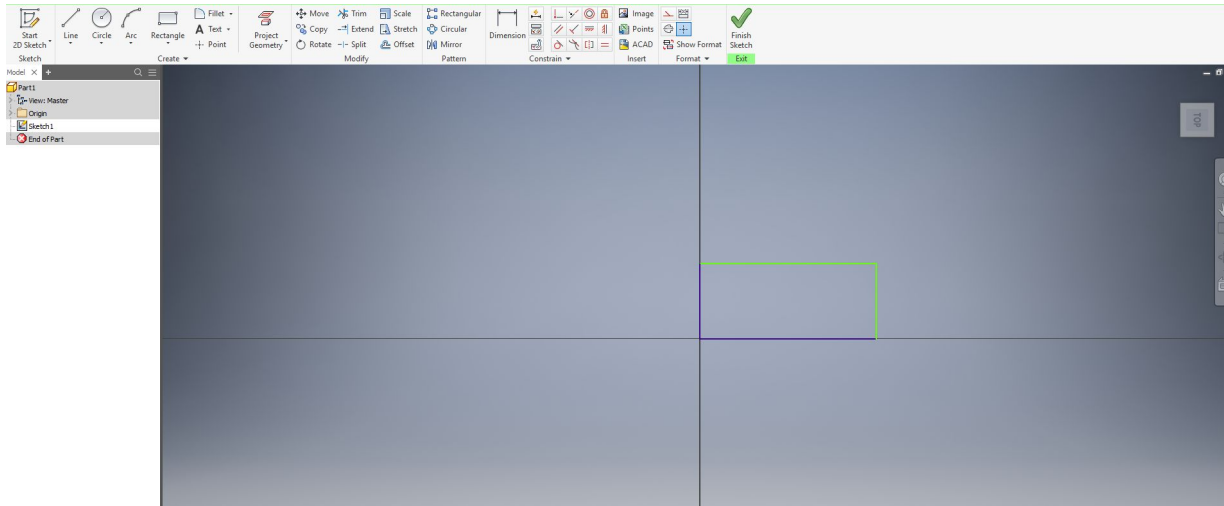 Start
2D Sketch
Line
Circle
Arc
Rectangle
Fillet
A Text
Point
Project
Geometry
Move
Copy
Rotate
Trim
Extend
Split
Scale
Stretch
Offset
Rectangular
Circular
Mirror
Dimension
Image
Points
ACAD
Show Format
Finish
Sketch
Sketch
Create
Modify
Pattern
Constrain
Insert
Format
Exit
Model
Part1
View: Master
Origin
Sketch1
End of Part
TOP